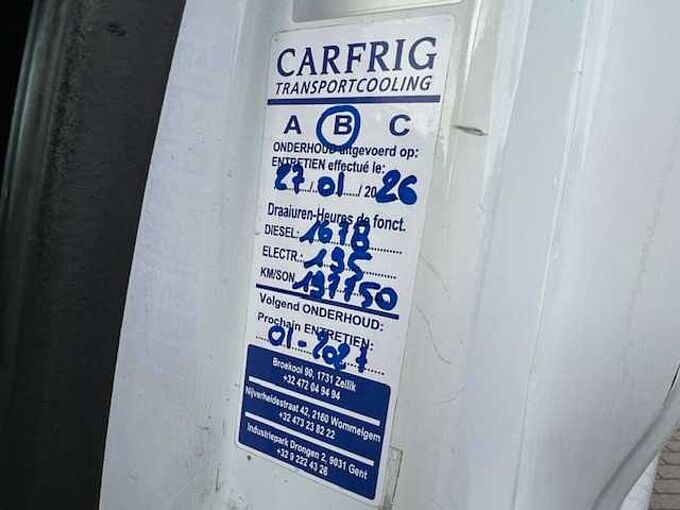 CARFRIG
TRANSPORTCOOLING
A B C
ONDERHOUD uitgevoerd op:
ENTRETIEN effectué le:
27/01/2026
Draaiuren-Heures de fonct.
DIESEL: 1678
ELECTR.: 195
KM/SON 197750
Volgend ONDERHOUD:
Prochain ENTRETIEN:
01-2027
Broekooi 90, 1731 Zellik
+32 472 04 94 94
Nijverheidsstraat 42, 2160 Wommelgem
+32 473 23 82 22
Industriepark Drongen 2, 9031 Gent
+32 9 222 43 26